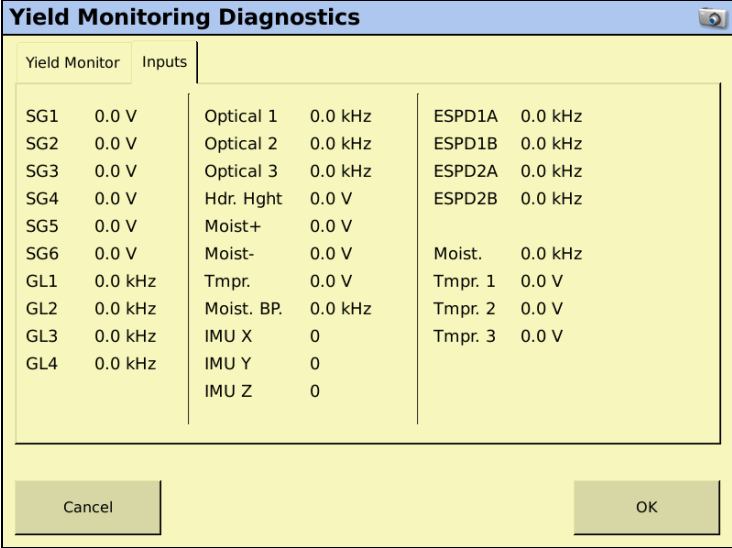 Yield Monitoring Diagnostics
Yield Monitor Inputs
SG1 0.0 V
SG2 0.0 V
SG3 0.0 V
SG4 0.0 V
SG5 0.0 V
SG6 0.0 V
GL1 0.0 kHz
GL2 0.0 kHz
GL3 0.0 kHz
GL4 0.0 kHz
Optical 1 0.0 kHz
Optical 2 0.0 kHz
Optical 3 0.0 kHz
Hdr. Hght 0.0 V
Moist+ 0.0 V
Moist- 0.0 V
Tmpr. 0.0 V
Moist. BP. 0.0 kHz
IMU X 0
IMU Y 0
IMU Z 0
ESPD1A 0.0 kHz
ESPD1B 0.0 kHz
ESPD2A 0.0 kHz
ESPD2B 0.0 kHz
Moist. 0.0 kHz
Tmpr. 1 0.0 V
Tmpr. 2 0.0 V
Tmpr. 3 0.0 V
Cancel OK